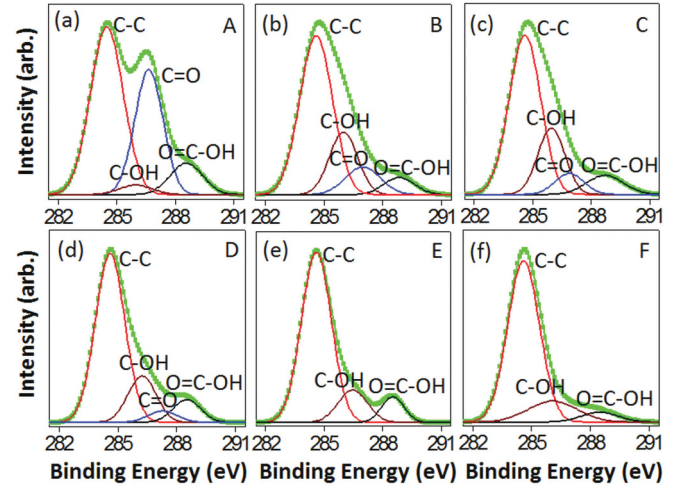 Intensity (arb.)
(a) A
C-C
C=O
C-OH
O=C-OH
282 285 288 291
(b) B
C-C
C-OH
C=O
O=C-OH
282 285 288 291
(c) C
C-C
C-OH
C=O
O=C-OH
282 285 288 291
Intensity (arb.)
(d) D
C-C
C-OH
C=O
O=C-OH
282 285 288 291
Binding Energy (eV)
(e) E
C-C
C-OH
O=C-OH
282 285 288 291
Binding Energy (eV)
(f) F
C-C
C-OH
O=C-OH
282 285 288 291
Binding Energy (eV)